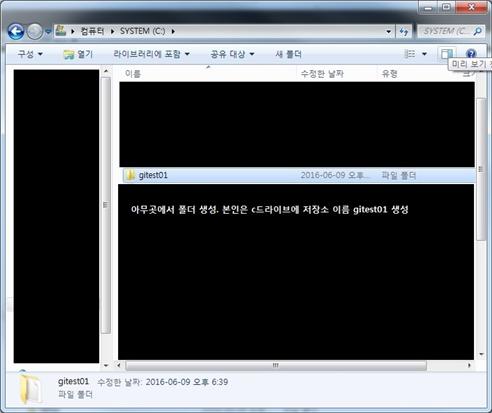 컴퓨터 ▸ SYSTEM (C:) ▸
SYSTEM (C...
구성 열기 라이브러리에 포함 공유 대상 새 폴더
미리 보기
이름 수정한 날짜 유형
gitest01 2016-06-09 오후... 파일 폴더
아무곳에서 폴더 생성. 본인은 c드라이브에 저장소 이름 gitest01 생성
gitest01 수정한 날짜: 2016-06-09 오후 6:39
파일 폴더